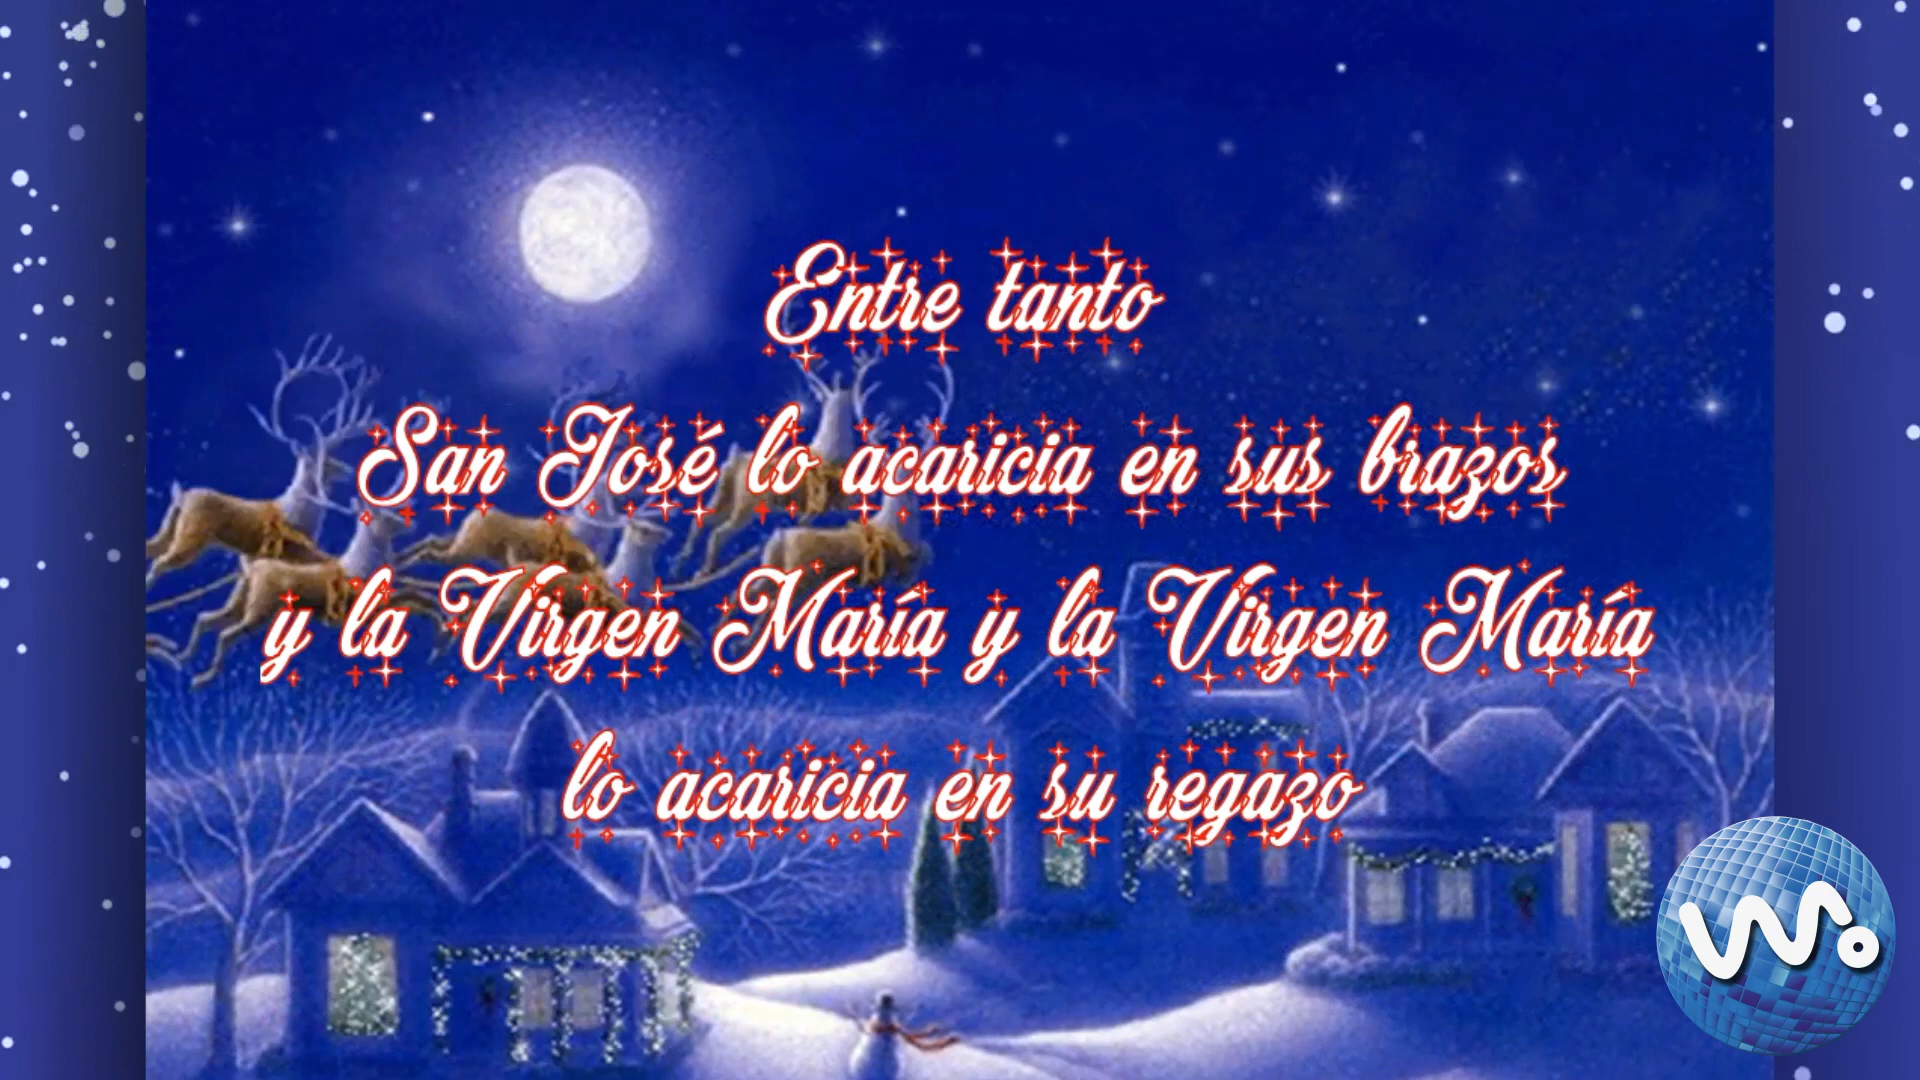 Entre tanto
San José lo acaricia en sus brazos
y la Virgen María y la Virgen María
lo acaricia en su regazo